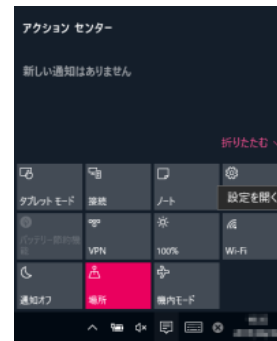 アクション センター
新しい通知はありません
折りたたむ
タブレット モード
接続
ノート
設定を開く
VPN
100%
Wi-Fi
通知オフ
場所
機内モード